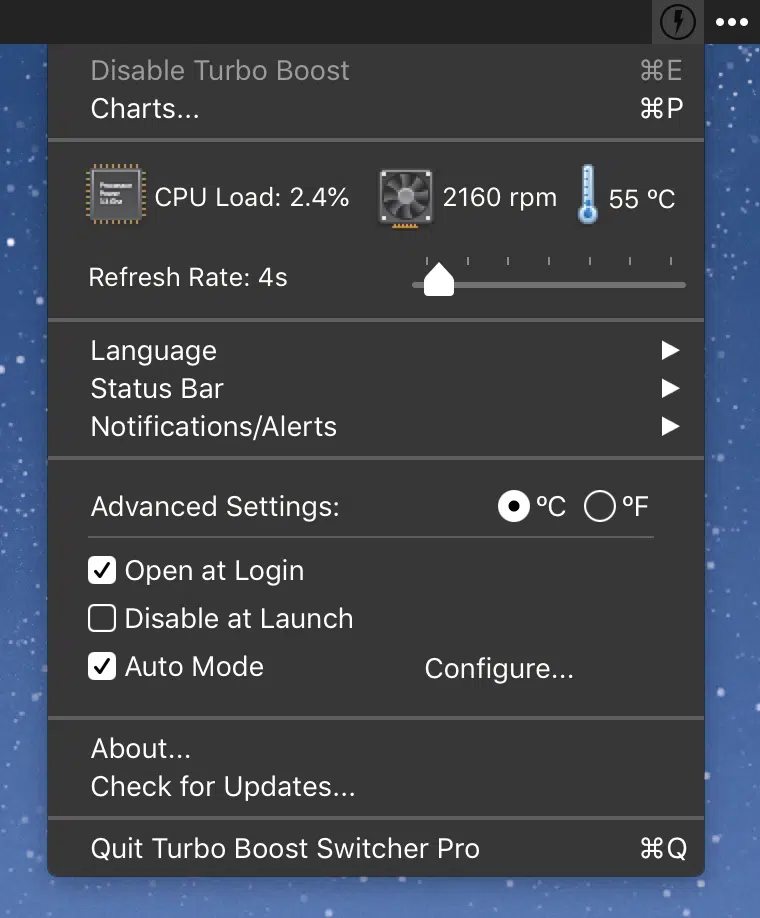 Disable Turbo Boost ⌘E
Charts... ⌘P
CPU Load: 2.4% 2160 rpm 55 ºC
Refresh Rate: 4s
Language
Status Bar
Notifications/Alerts
Advanced Settings: ºC ºF
Open at Login
Disable at Launch
Auto Mode Configure...
About...
Check for Updates...
Quit Turbo Boost Switcher Pro ⌘Q